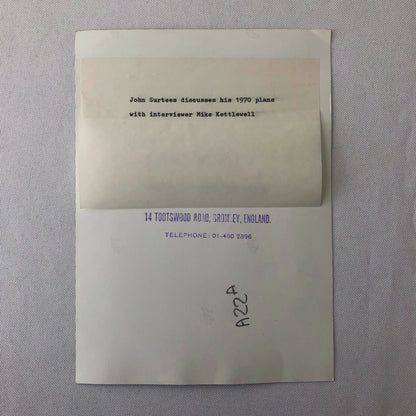 John Surtees discusses his 1970 plane
with interviewer Mike Kettlewell
14 TOOTSWOOD ROAD, BROMLEY, ENGLAND.
TELEPHONE: 01-460 2896
A22A